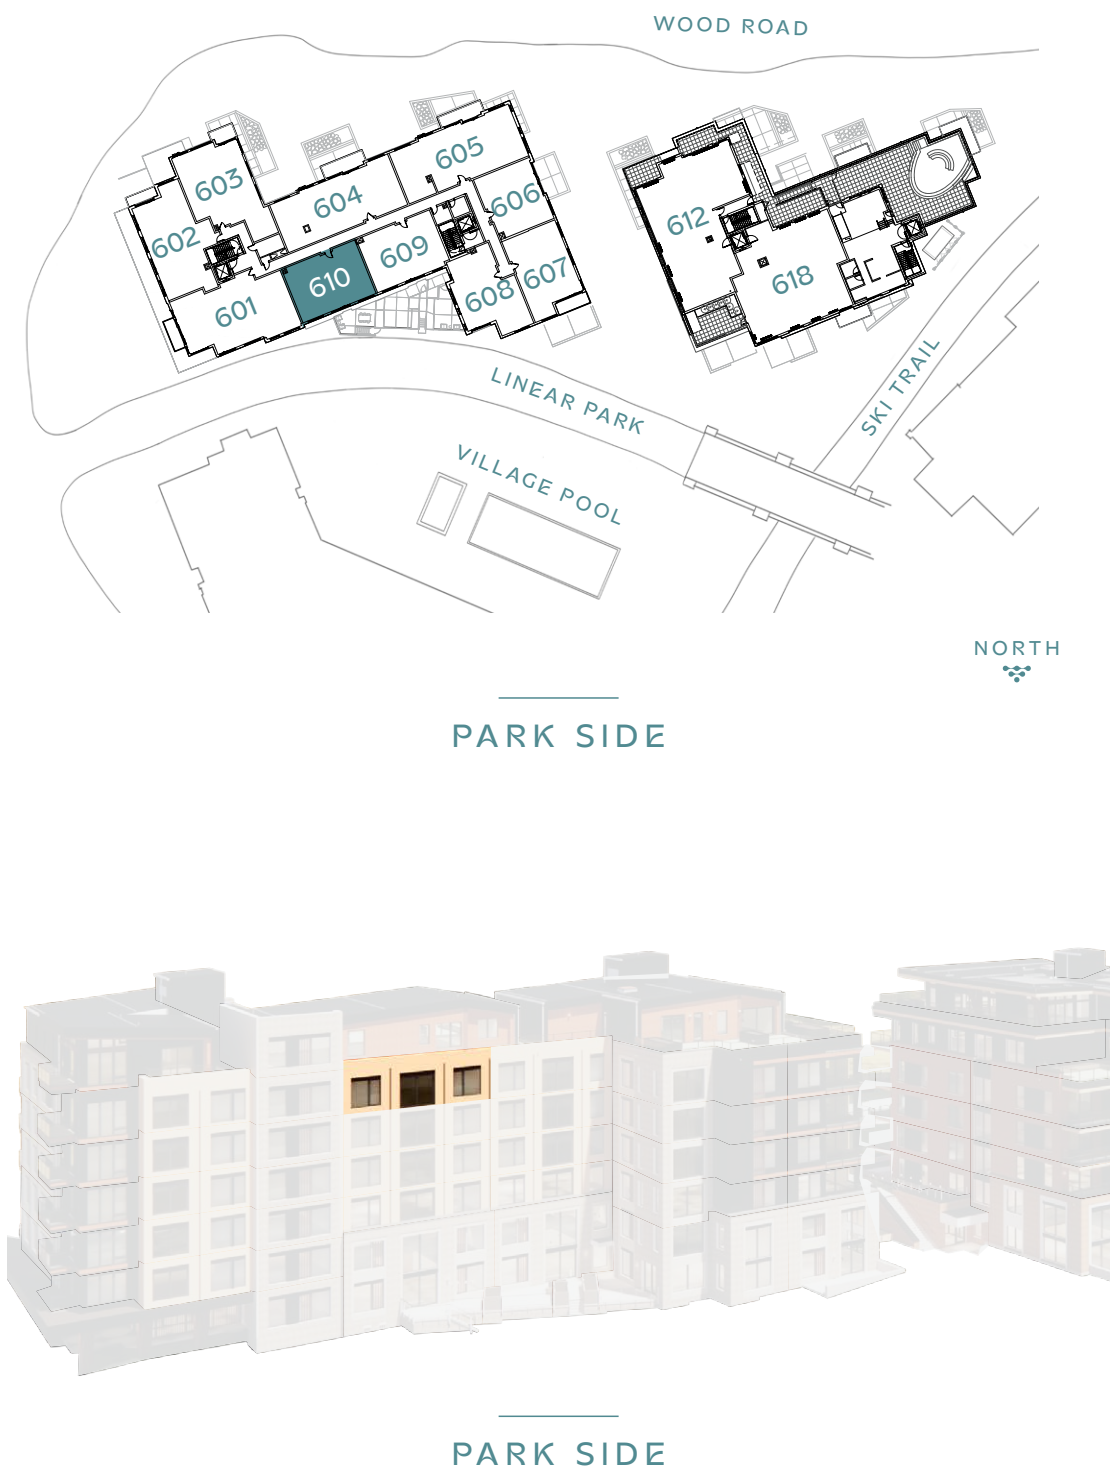 WOOD ROAD
605
603
606
604
612
602
609
607
618
610
608
601
SKI TRAIL
LINEAR PARK
VILLAGE POOL
NORTH
PARK SIDE
PARK SIDE